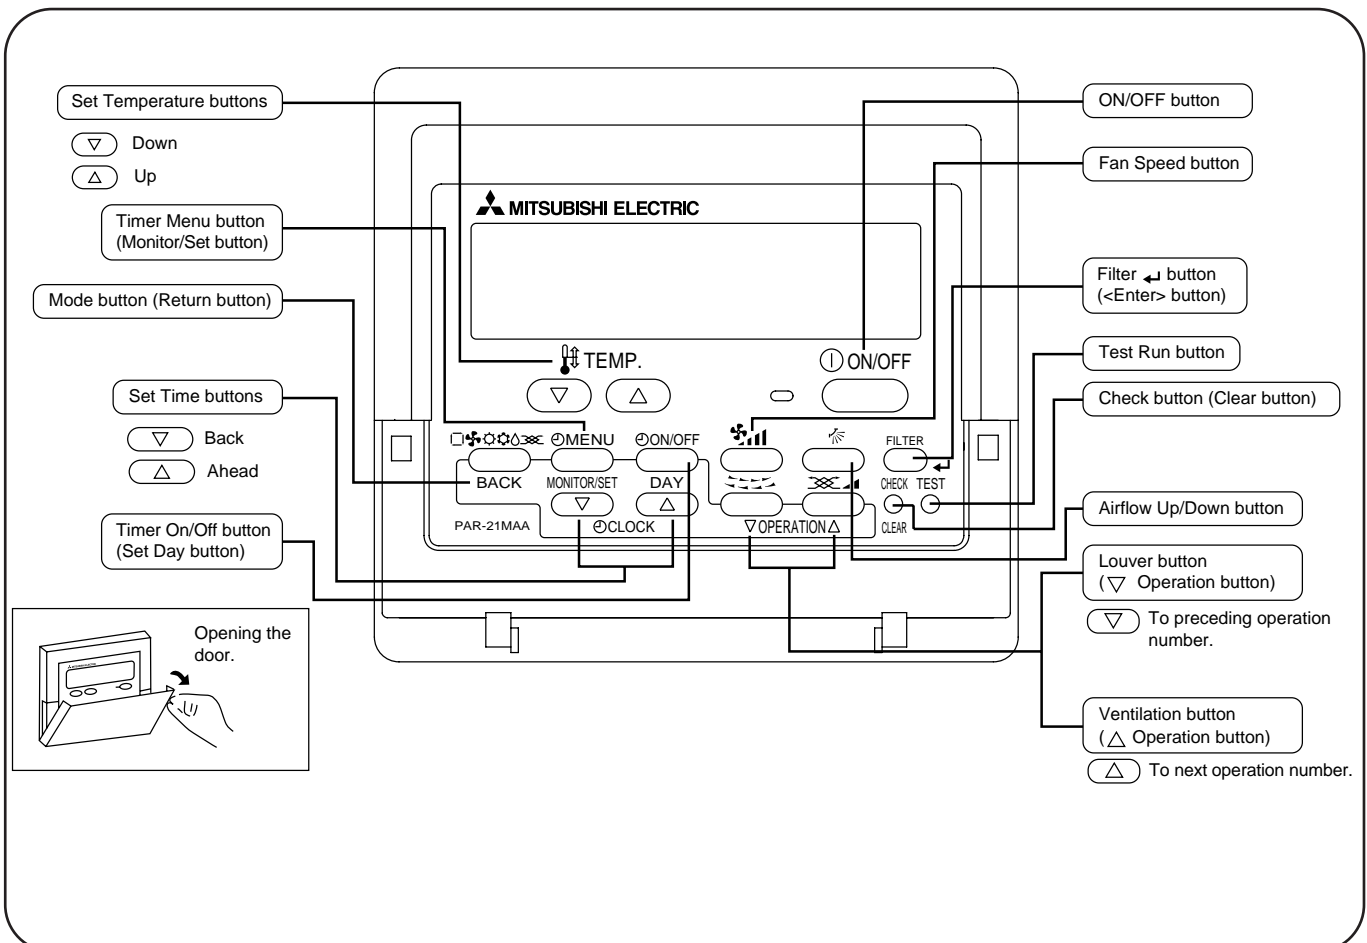 Set Temperature buttons
▽ Down
△ Up
Timer Menu button
(Monitor/Set button)
Mode button (Return button)
Set Time buttons
▽ Back
△ Ahead
Timer On/Off button
(Set Day button)
Opening the
door.
MITSUBISHI ELECTRIC
TEMP.
ON/OFF
▽ △
MENU ON/OFF
FILTER
BACK MONITOR/SET DAY
CHECK TEST
▽ △
PAR-21MAA CLOCK ▽ OPERATION △ CLEAR
ON/OFF button
Fan Speed button
Filter ↵ button
(<Enter> button)
Test Run button
Check button (Clear button)
Airflow Up/Down button
Louver button
(▽ Operation button)
▽ To preceding operation
number.
Ventilation button
(△ Operation button)
△ To next operation number.